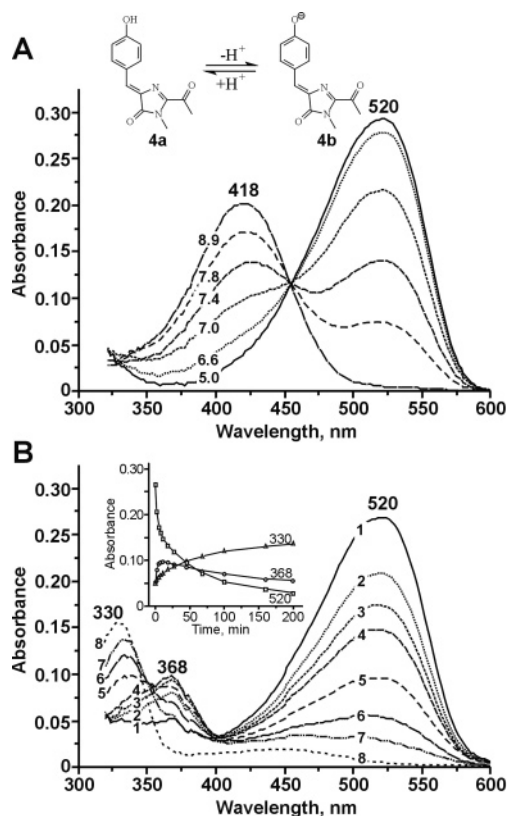 A
OH
N
N
O
O
4a
-H+
+H+
O⊖
N
N
O
O
4b
0.30
0.25
0.20
0.15
0.10
0.05
0.00
Absorbance
418
520
8.9
7.8
7.4
7.0
6.6
5.0
300 350 400 450 500 550 600
Wavelength, nm
B
0.30
0.25
0.20
0.15
0.10
0.05
0.00
Absorbance
0.30
0.20
0.10
0.00
Absorbance
330
368
520
0 50 100 150 200
Time, min
520
1
2
3
4
5
6
7
8
330
8
7
6
5
368
4
3
2
1
300 350 400 450 500 550 600
Wavelength, nm